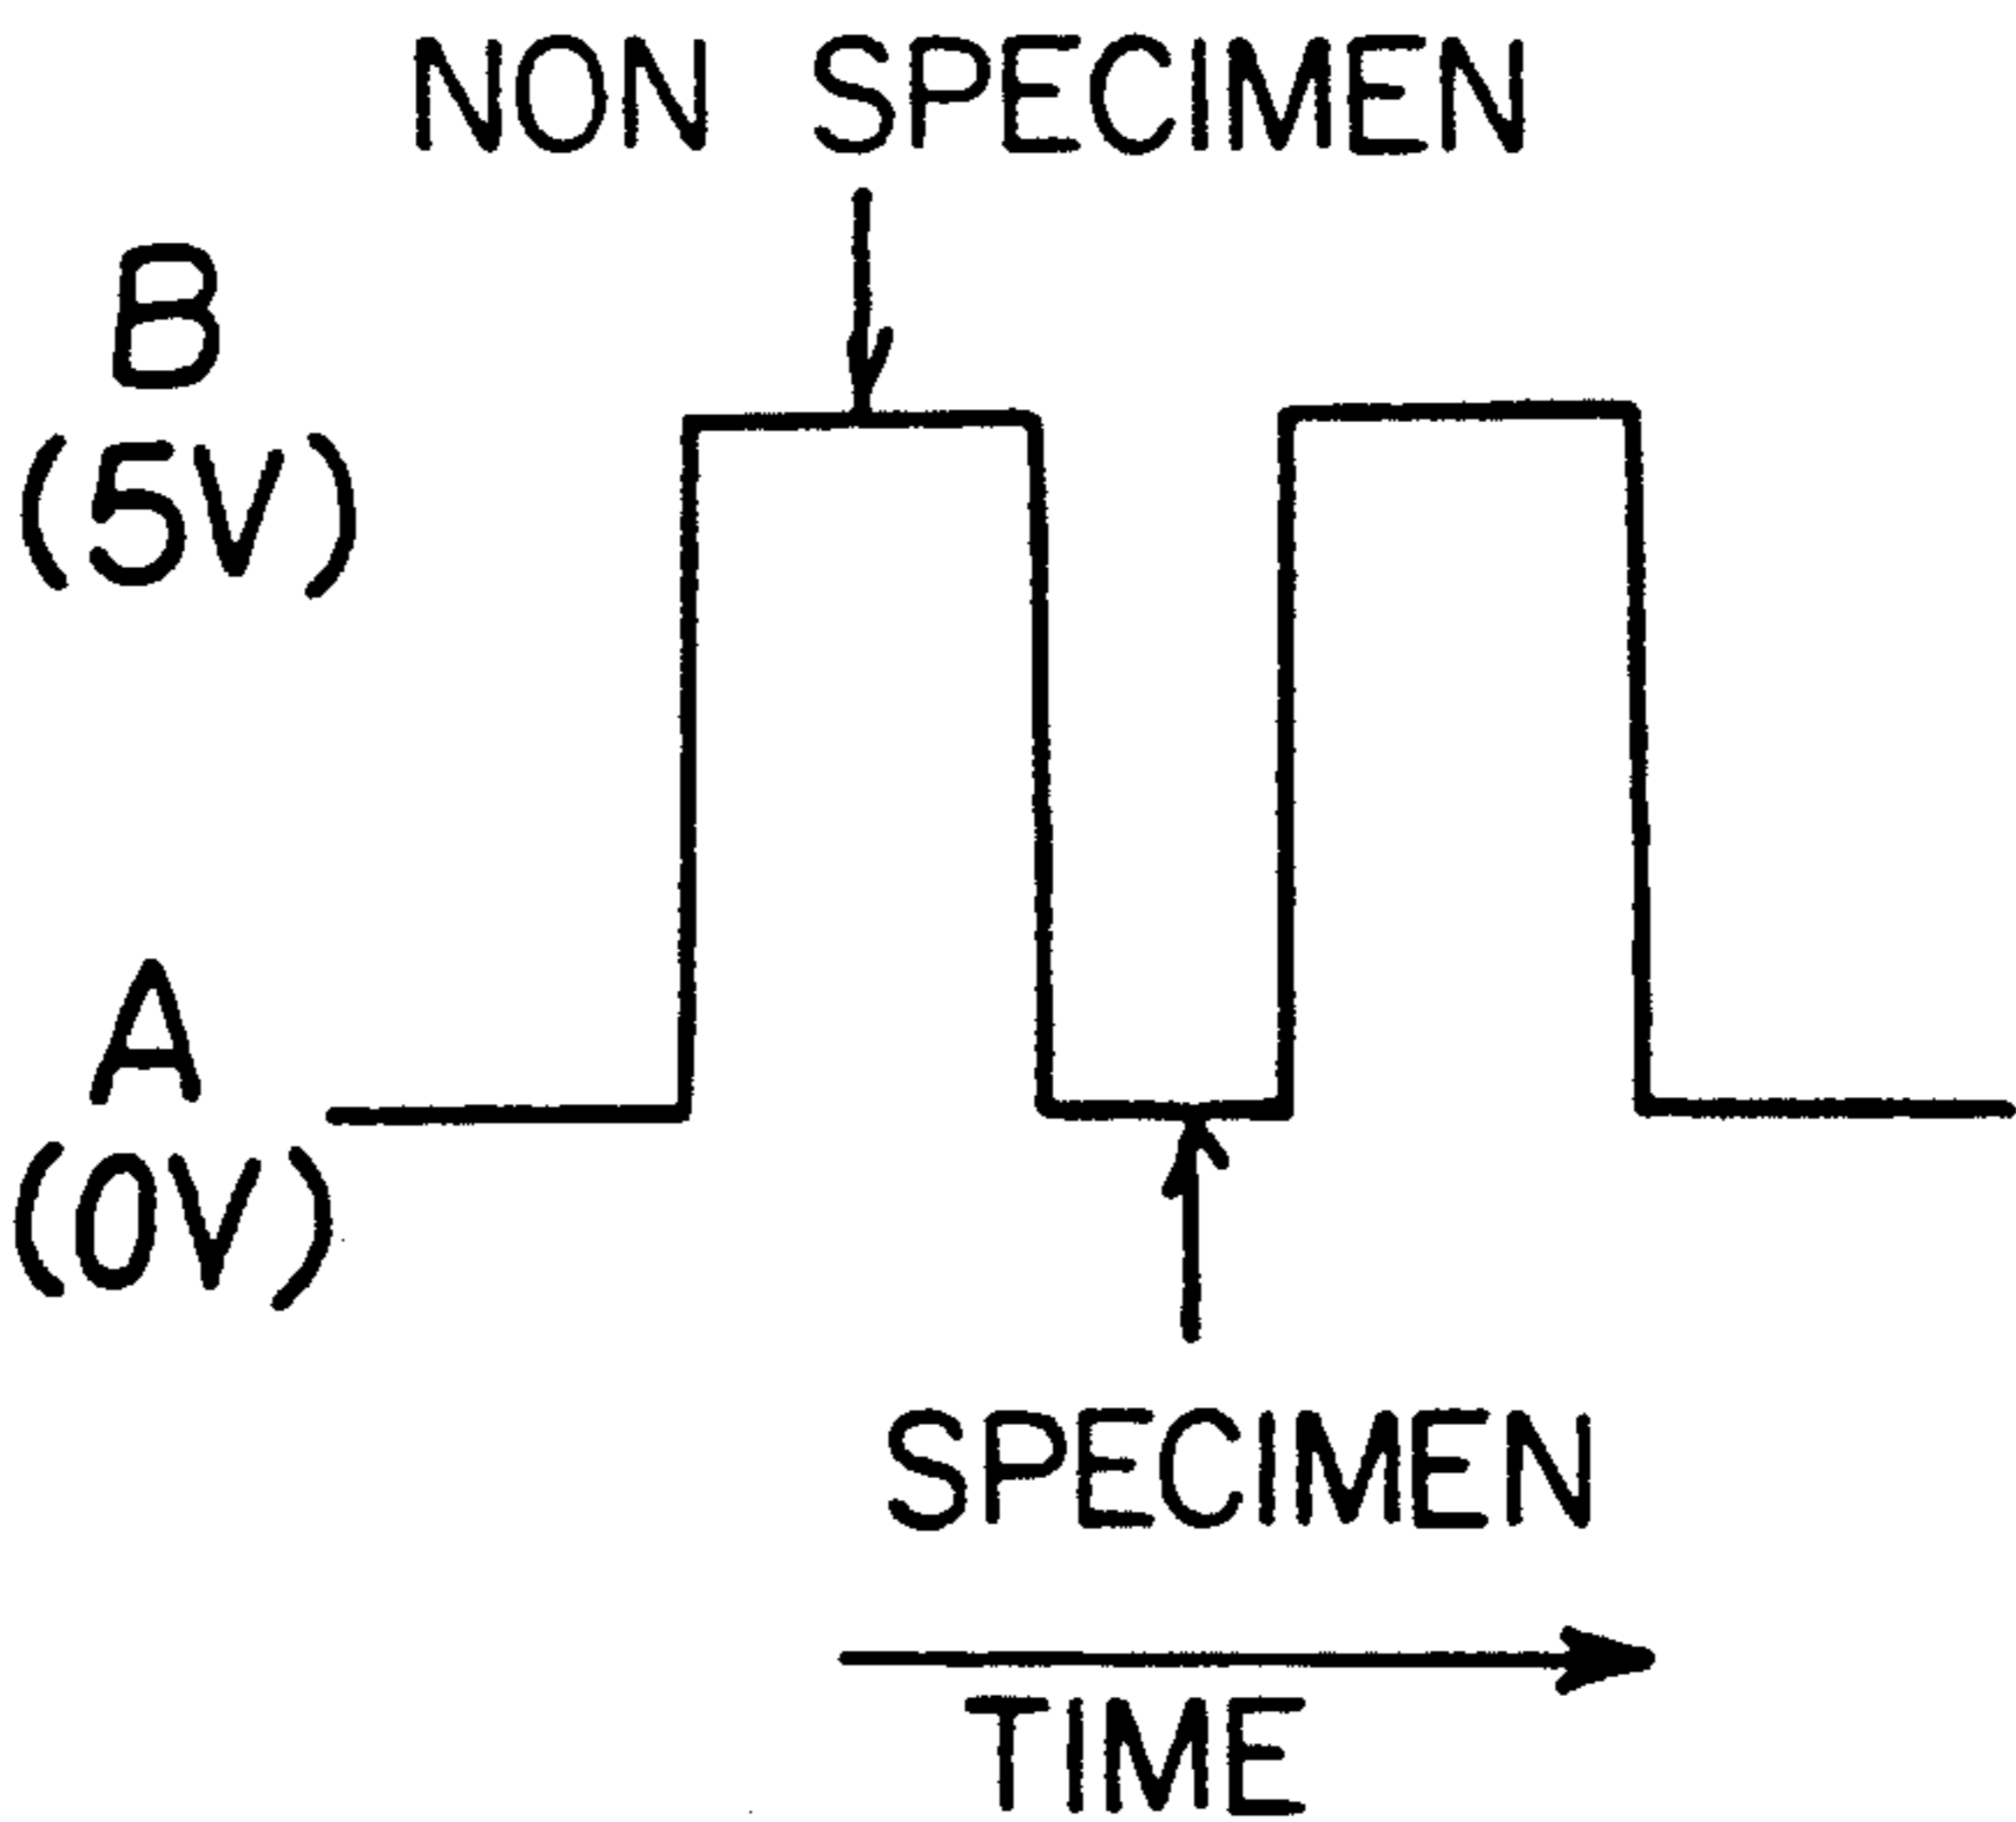 NON SPECIMEN
B
(5V)
A
(0V)
SPECIMEN
TIME